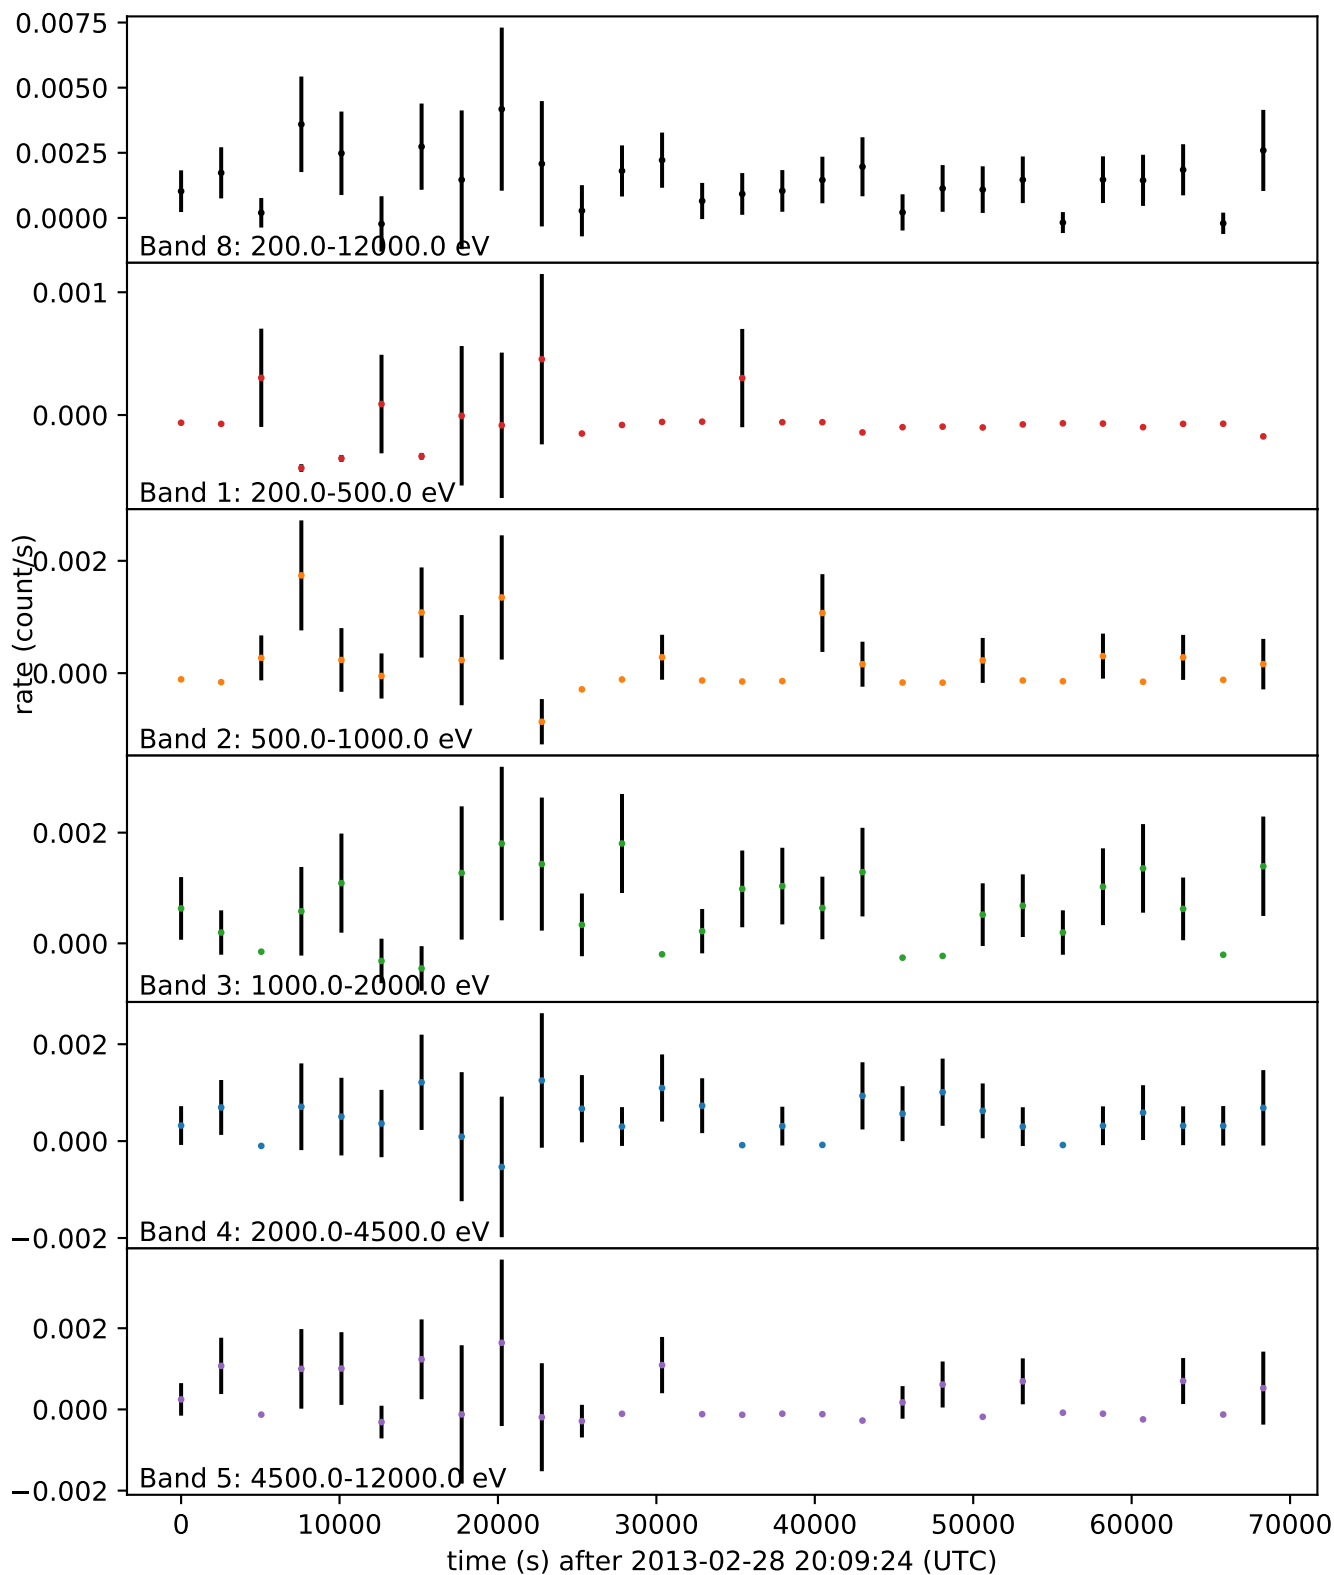 0.0075
0.0050
0.0025
0.0000
Band 8: 200.0-12000.0 eV
0.001
0.000
Band 1: 200.0-500.0 eV
rate (count/s)
0.002
0.000
Band 2: 500.0-1000.0 eV
0.002
0.000
Band 3: 1000.0-2000.0 eV
0.002
0.000
−0.002
Band 4: 2000.0-4500.0 eV
0.002
0.000
−0.002
Band 5: 4500.0-12000.0 eV
0 10000 20000 30000 40000 50000 60000 70000
time (s) after 2013-02-28 20:09:24 (UTC)